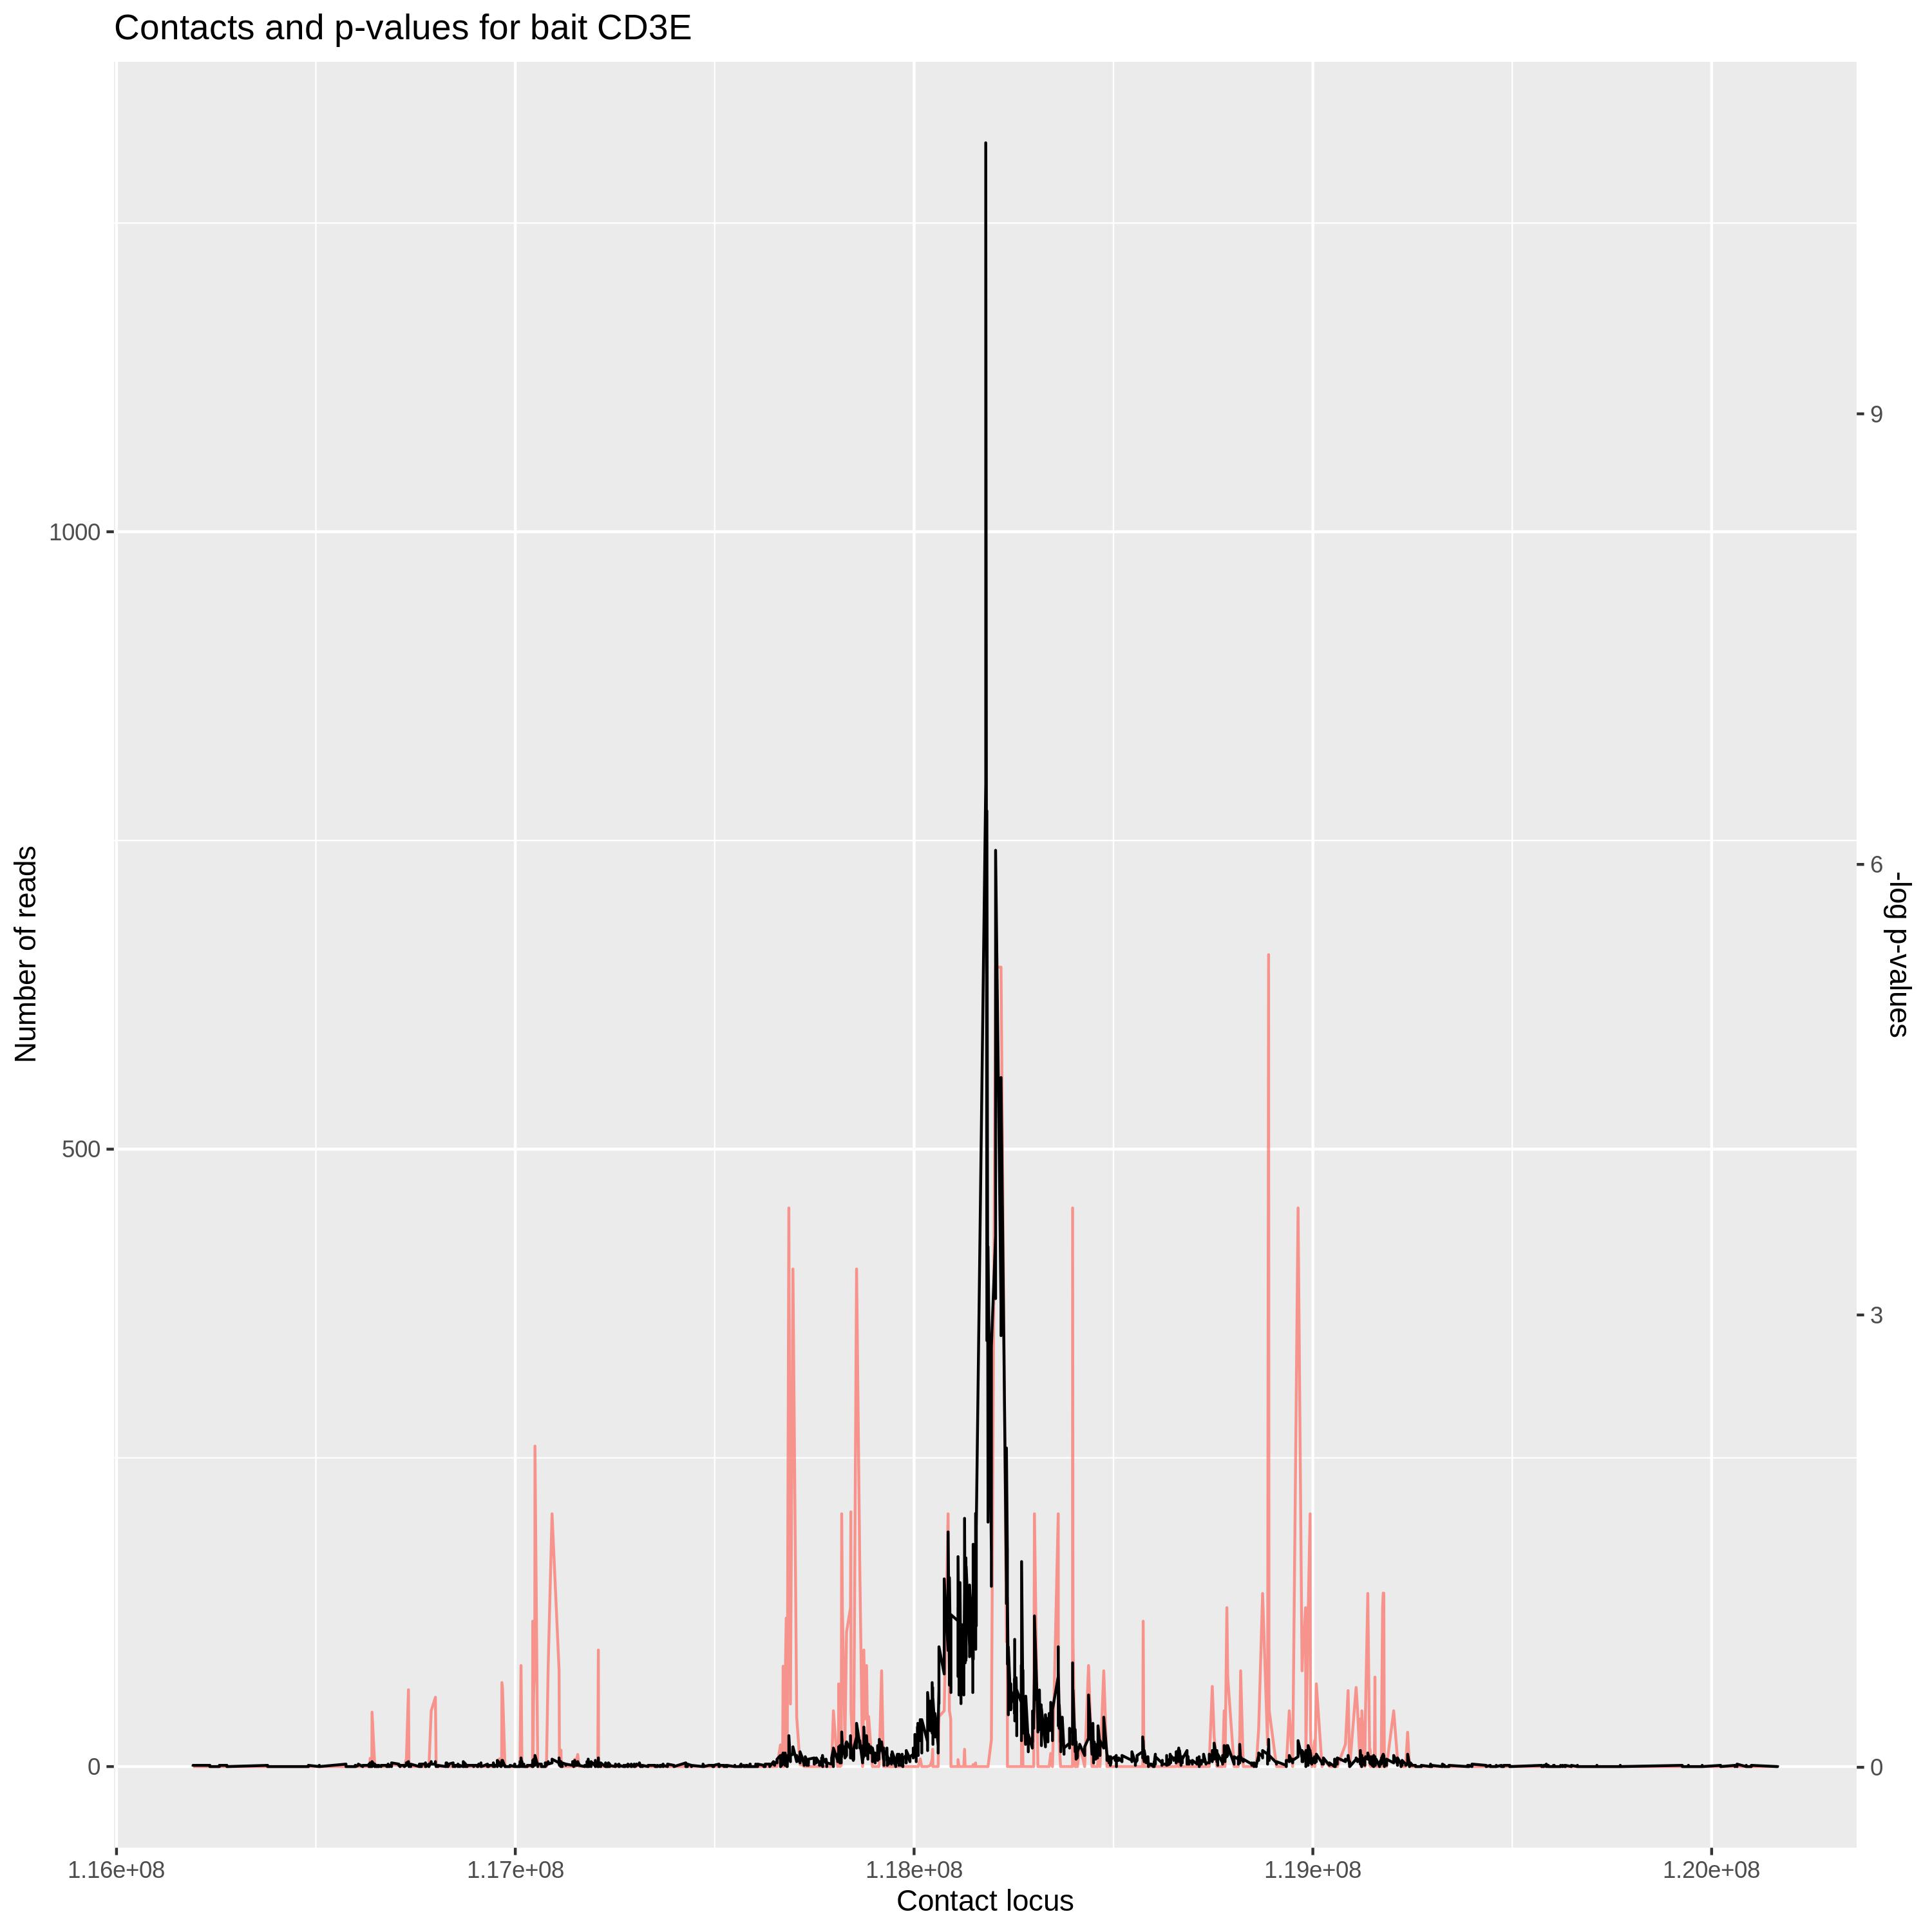 Contacts and p-values for bait CD3E
Number of reads
1000
500
0
9
6
3
0
-log p-values
1.16e+08
1.17e+08
1.18e+08
1.19e+08
1.20e+08
Contact locus